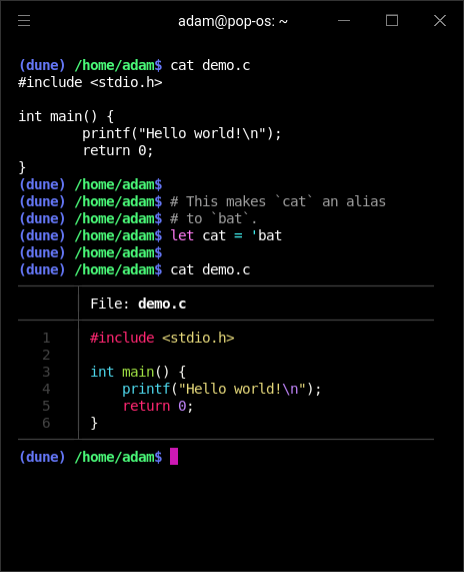 adam@pop-os: ~
(dune) /home/adam$ cat demo.c
#include <stdio.h>

int main() {
        printf("Hello world!\n");
        return 0;
}
(dune) /home/adam$
(dune) /home/adam$ # This makes `cat` an alias
(dune) /home/adam$ # to `bat`.
(dune) /home/adam$ let cat = 'bat
(dune) /home/adam$
(dune) /home/adam$ cat demo.c
File: demo.c
1 #include <stdio.h>
2
3 int main() {
4     printf("Hello world!\n");
5     return 0;
6 }
(dune) /home/adam$